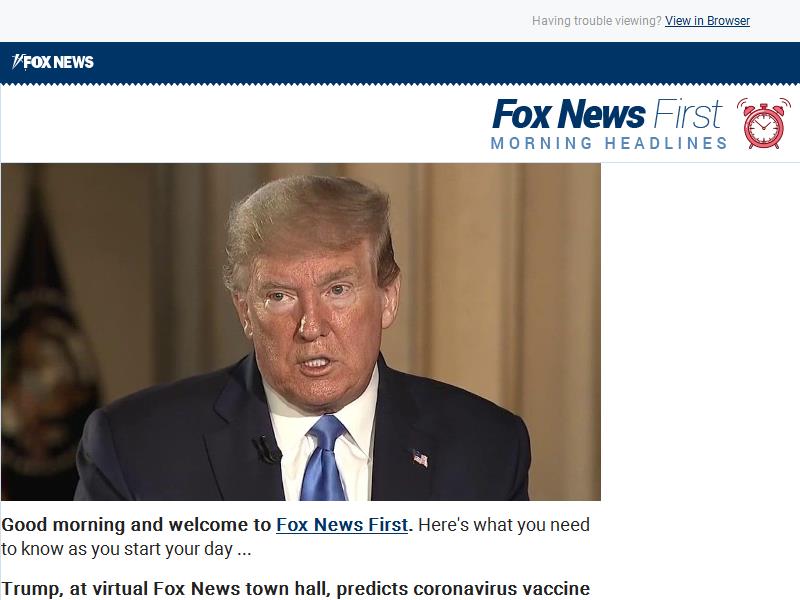 Having trouble viewing? View in Browser
FOX NEWS
Fox News First
MORNING HEADLINES
Good morning and welcome to Fox News First. Here's what you need
to know as you start your day ...
Trump, at virtual Fox News town hall, predicts coronavirus vaccine